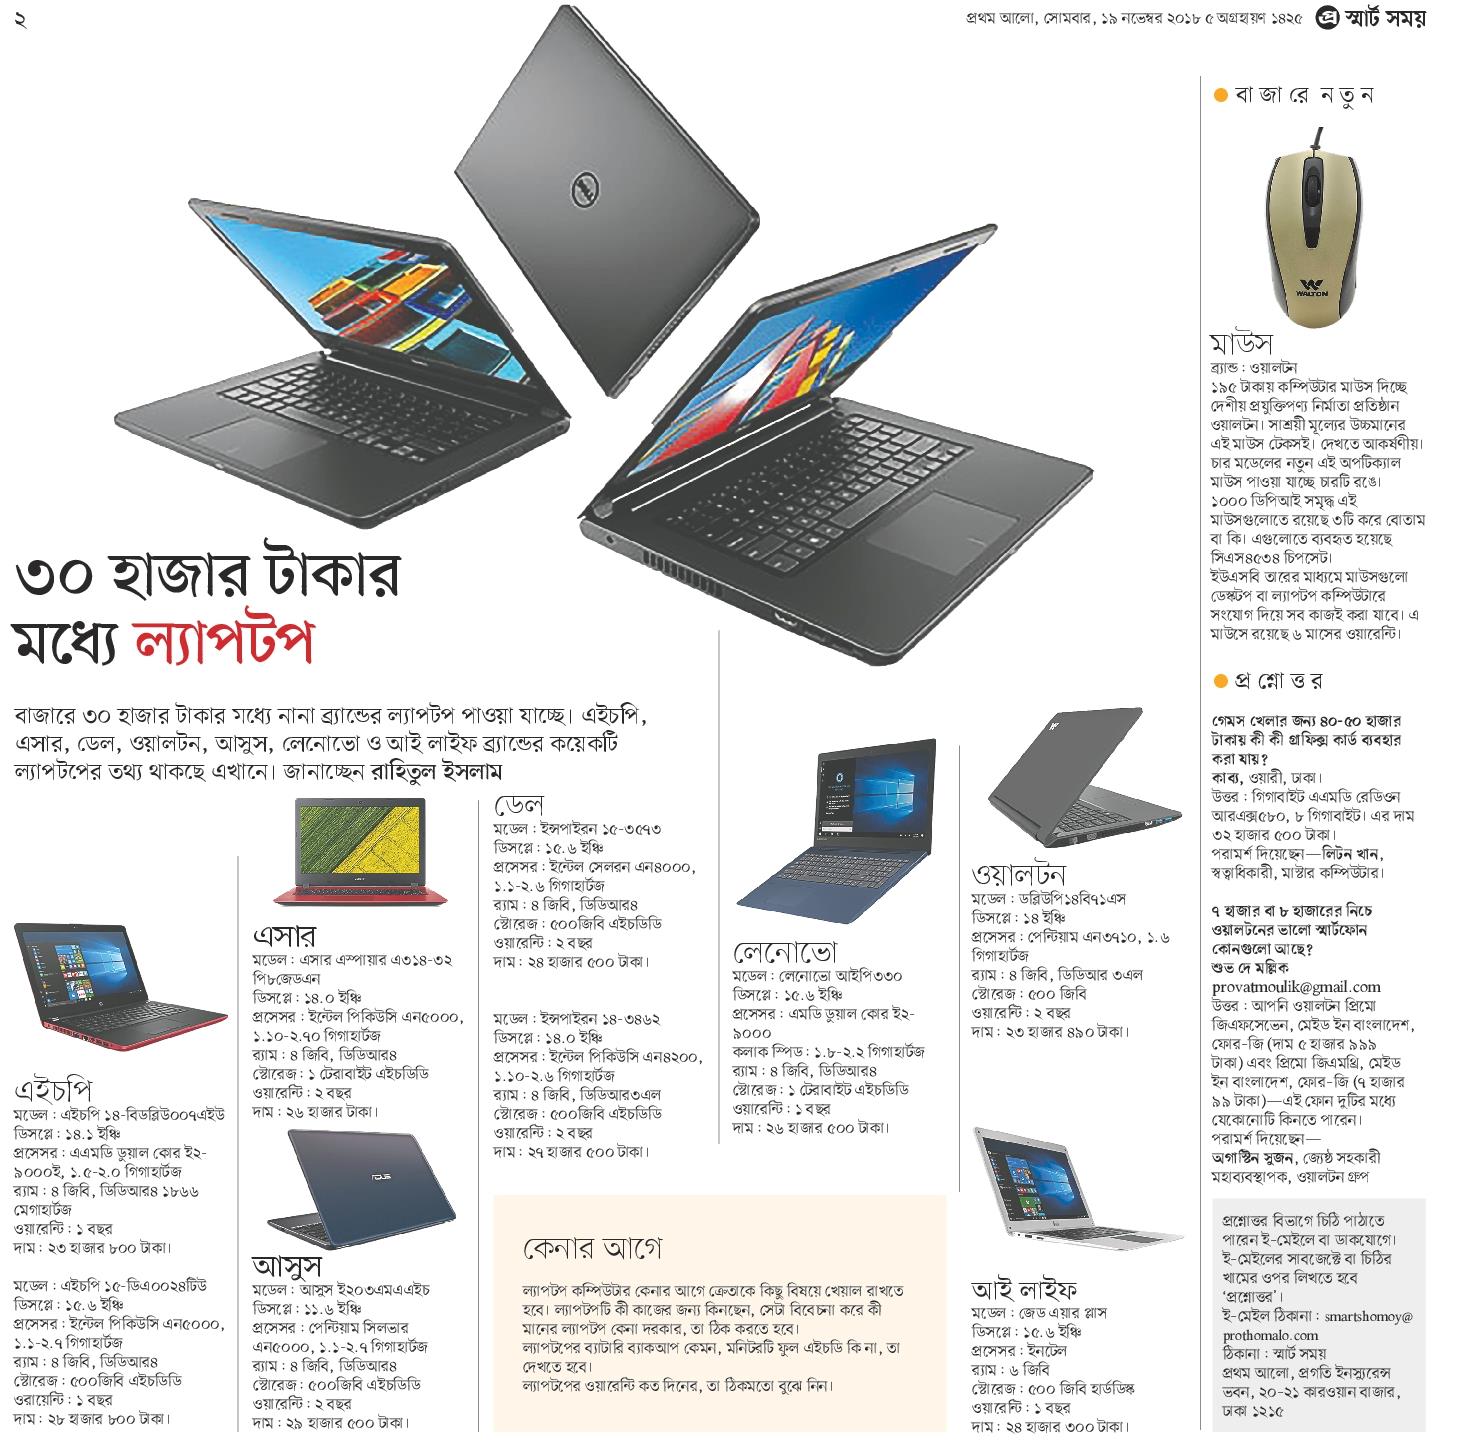 ২
প্রথম আলো, সোমবার, ১৯ নভেম্বর ২০১৮ ৫ অগ্রহায়ণ ১৪২৫
প্র স্মার্ট সময়
৩০ হাজার টাকার
মধ্যে ল্যাপটপ
বাজারে ৩০ হাজার টাকার মধ্যে নানা ব্র্যান্ডের ল্যাপটপ পাওয়া যাচ্ছে। এইচপি,
এসার, ডেল, ওয়ালটন, আসুস, লেনোভো ও আই লাইফ ব্র্যান্ডের কয়েকটি
ল্যাপটপের তথ্য থাকছে এখানে। জানাচ্ছেন রাহিতুল ইসলাম
এইচপি
মডেল : এইচপি ১৪-বিডব্লিউ০০৭এইউ
ডিসপ্লে : ১৪.১ ইঞ্চি
প্রসেসর : এএমডি ডুয়াল কোর ই২-
৯০০০ই, ১.৫-২.০ গিগাহার্টজ
র‍্যাম : ৪ জিবি, ডিডিআর৪ ১৮৬৬
মেগাহার্টজ
ওয়ারেন্টি : ১ বছর
দাম : ২৩ হাজার ৮০০ টাকা।
মডেল : এইচপি ১৫-ডিএ০০২৪টিউ
ডিসপ্লে : ১৫.৬ ইঞ্চি
প্রসেসর : ইন্টেল পিকিউসি এন৫০০০,
১.১-২.৭ গিগাহার্টজ
র‍্যাম : ৪ জিবি, ডিডিআর৪
স্টোরেজ : ৫০০জিবি এইচডিডি
ওরায়েন্টি : ১ বছর
দাম : ২৮ হাজার ৮০০ টাকা।
এসার
মডেল : এসার এস্পায়ার এ৩১৪-৩২
পি৮জেডএন
ডিসপ্লে : ১৪.০ ইঞ্চি
প্রসেসর : ইন্টেল পিকিউসি এন৫০০০,
১.১০-২.৭০ গিগাহার্টজ
র‍্যাম : ৪ জিবি, ডিডিআর৪
স্টোরেজ : ১ টেরাবাইট এইচডিডি
ওয়ারেন্টি : ২ বছর
দাম : ২৬ হাজার টাকা।
ASUS
আসুস
মডেল : আসুস ই২০৩এমএএইচ
ডিসপ্লে : ১১.৬ ইঞ্চি
প্রসেসর : পেন্টিয়াম সিলভার
এন৫০০০, ১.১-২.৭ গিগাহার্টজ
র‍্যাম : ৪ জিবি, ডিডিআর৪
স্টোরেজ : ৫০০জিবি এইচডিডি
ওয়ারেন্টি : ২ বছর
দাম : ২৯ হাজার ৫০০ টাকা।
ডেল
মডেল : ইন্সপাইরন ১৫-৩৫৭৩
ডিসপ্লে : ১৫.৬ ইঞ্চি
প্রসেসর : ইন্টেল সেলরন এন৪০০০,
১.১-২.৬ গিগাহার্টজ
র‍্যাম : ৪ জিবি, ডিডিআর৪
স্টোরেজ : ৫০০জিবি এইচডিডি
ওয়ারেন্টি : ২ বছর
দাম : ২৪ হাজার ৫০০ টাকা।
মডেল : ইন্সপাইরন ১৪-৩৪৬২
ডিসপ্লে : ১৪.০ ইঞ্চি
প্রসেসর : ইন্টেল পিকিউসি এন৪২০০,
১.১০-২.৬ গিগাহার্টজ
র‍্যাম : ৪ জিবি, ডিডিআর৩এল
স্টোরেজ : ৫০০জিবি এইচডিডি
ওয়ারেন্টি : ২ বছর
দাম : ২৭ হাজার ৫০০ টাকা।
লেনোভো
মডেল : লেনোভো আইপি৩৩০
ডিসপ্লে : ১৫.৬ ইঞ্চি
প্রসেসর : এমডি ডুয়াল কোর ই২-
৯০০০
ক্লাক স্পিড : ১.৮-২.২ গিগাহার্টজ
র‍্যাম : ৪ জিবি, ডিডিআর৪
স্টোরেজ : ১ টেরাবাইট এইচডিডি
ওয়ারেন্টি : ১ বছর
দাম : ২৬ হাজার ৫০০ টাকা।
ওয়ালটন
মডেল : ডব্লিউপি১৪বি৭১এস
ডিসপ্লে : ১৪ ইঞ্চি
প্রসেসর : পেন্টিয়াম এন৩৭১০, ১.৬
গিগাহার্টজ
র‍্যাম : ৪ জিবি, ডিডিআর ৩এল
স্টোরেজ : ৫০০ জিবি
ওয়ারেন্টি : ২ বছর
দাম : ২৩ হাজার ৪৯০ টাকা।
আই লাইফ
মডেল : জেড এয়ার প্লাস
ডিসপ্লে : ১৫.৬ ইঞ্চি
প্রসেসর : ইনটেল
র‍্যাম : ৬ জিবি
স্টোরেজ : ৫০০ জিবি হার্ডডিস্ক
ওয়ারেন্টি : ১ বছর
দাম : ২৪ হাজার ৩০০ টাকা।
কেনার আগে
ল্যাপটপ কম্পিউটার কেনার আগে ক্রেতাকে কিছু বিষয়ে খেয়াল রাখতে
হবে। ল্যাপটপটি কী কাজের জন্য কিনছেন, সেটা বিবেচনা করে কী
মানের ল্যাপটপ কেনা দরকার, তা ঠিক করতে হবে।
ল্যাপটপের ব্যাটারি ব্যাকআপ কেমন, মনিটরটি ফুল এইচডি কি না, তা
দেখতে হবে।
ল্যাপটপের ওয়ারেন্টি কত দিনের, তা ঠিকমতো বুঝে নিন।
বাজারে নতুন
WALTON
মাউস
ব্র্যান্ড : ওয়ালটন
১৯৫ টাকায় কম্পিউটার মাউস দিচ্ছে
দেশীয় প্রযুক্তিপণ্য নির্মাতা প্রতিষ্ঠান
ওয়ালটন। সাশ্রয়ী মূল্যের উচ্চমানের
এই মাউস টেকসই। দেখতে আকর্ষণীয়।
চার মডেলের নতুন এই অপটিক্যাল
মাউস পাওয়া যাচ্ছে চারটি রঙে।
১০০০ ডিপিআই সমৃদ্ধ এই
মাউসগুলোতে রয়েছে ৩টি করে বোতাম
বা কি। এগুলোতে ব্যবহৃত হয়েছে
সিএস৪৫৩৪ চিপসেট।
ইউএসবি তারের মাধ্যমে মাউসগুলো
ডেস্কটপ বা ল্যাপটপ কম্পিউটারে
সংযোগ দিয়ে সব কাজই করা যাবে। এ
মাউসে রয়েছে ৬ মাসের ওয়ারেন্টি।
প্রশ্নোত্তর
গেমস খেলার জন্য ৪০-৫০ হাজার
টাকায় কী কী গ্রাফিক্স কার্ড ব্যবহার
করা যায়?
কাব্য, ওয়ারী, ঢাকা।
উত্তর : গিগাবাইট এএমডি রেডিওন
আরএক্স৫৮০, ৮ গিগাবাইট। এর দাম
৩২ হাজার ৫০০ টাকা।
পরামর্শ দিয়েছেন—লিটন খান,
স্বত্বাধিকারী, মাস্টার কম্পিউটার।
৭ হাজার বা ৮ হাজারের নিচে
ওয়ালটনের ভালো স্মার্টফোন
কোনগুলো আছে?
শুভ দে মল্লিক
provatmoulik@gmail.com
উত্তর : আপনি ওয়ালটন প্রিমো
জিএফসেভেন, মেইড ইন বাংলাদেশ,
ফোর-জি (দাম ৫ হাজার ৯৯৯
টাকা) এবং প্রিমো জিএমথ্রি, মেইড
ইন বাংলাদেশ, ফোর-জি (৭ হাজার
৯৯ টাকা)—এই ফোন দুটির মধ্যে
যেকোনোটি কিনতে পারেন।
পরামর্শ দিয়েছেন—
অগাস্টিন সুজন, জ্যেষ্ঠ সহকারী
মহাব্যবস্থাপক, ওয়ালটন গ্রুপ
প্রশ্নোত্তর বিভাগে চিঠি পাঠাতে
পারেন ই-মেইলে বা ডাকযোগে।
ই-মেইলের সাবজেক্টে বা চিঠির
খামের ওপর লিখতে হবে
‘প্রশ্নোত্তর’।
ই-মেইল ঠিকানা : smartshomoy@
prothomalo.com
ঠিকানা : স্মার্ট সময়
প্রথম আলো, প্রগতি ইনস্যুরেন্স
ভবন, ২০-২১ কারওয়ান বাজার,
ঢাকা ১২১৫